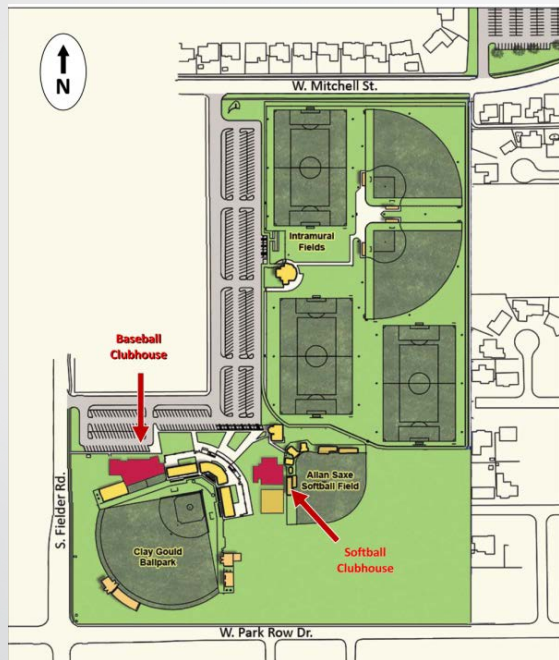 N
W. Mitchell St.
Intramural
Fields
Baseball
Clubhouse
S. Fielder Rd.
Allan Saxe
Softball Field
Clay Gould
Ballpark
Softball
Clubhouse
W. Park Row Dr.